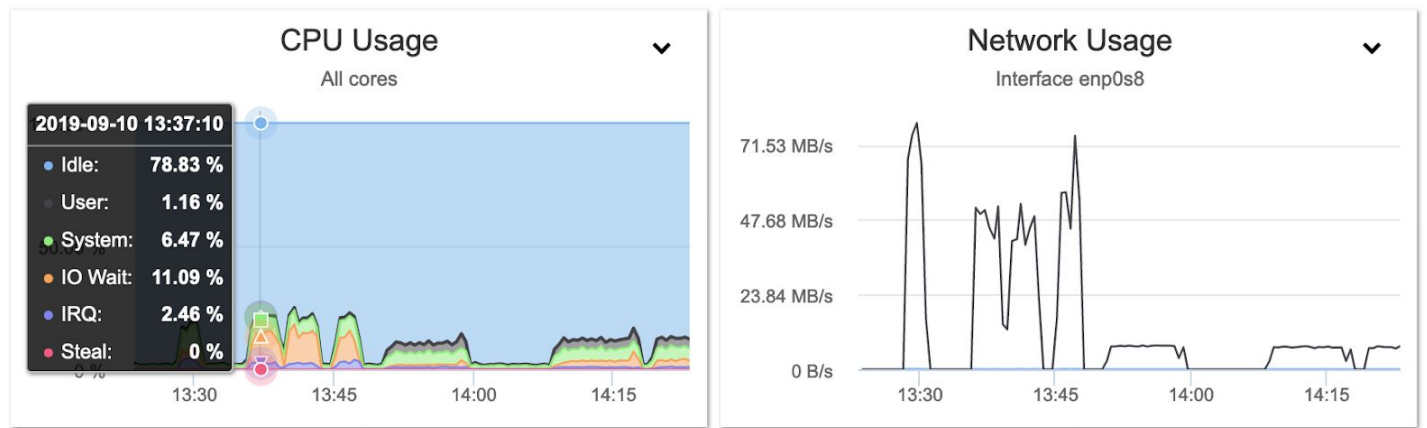 CPU Usage
All cores
2019-09-10 13:37:10
Idle: 78.83 %
User: 1.16 %
System: 6.47 %
IO Wait: 11.09 %
IRQ: 2.46 %
Steal: 0 %
0 %
13:30 13:45 14:00 14:15
Network Usage
Interface enp0s8
71.53 MB/s
47.68 MB/s
23.84 MB/s
0 B/s
13:30 13:45 14:00 14:15